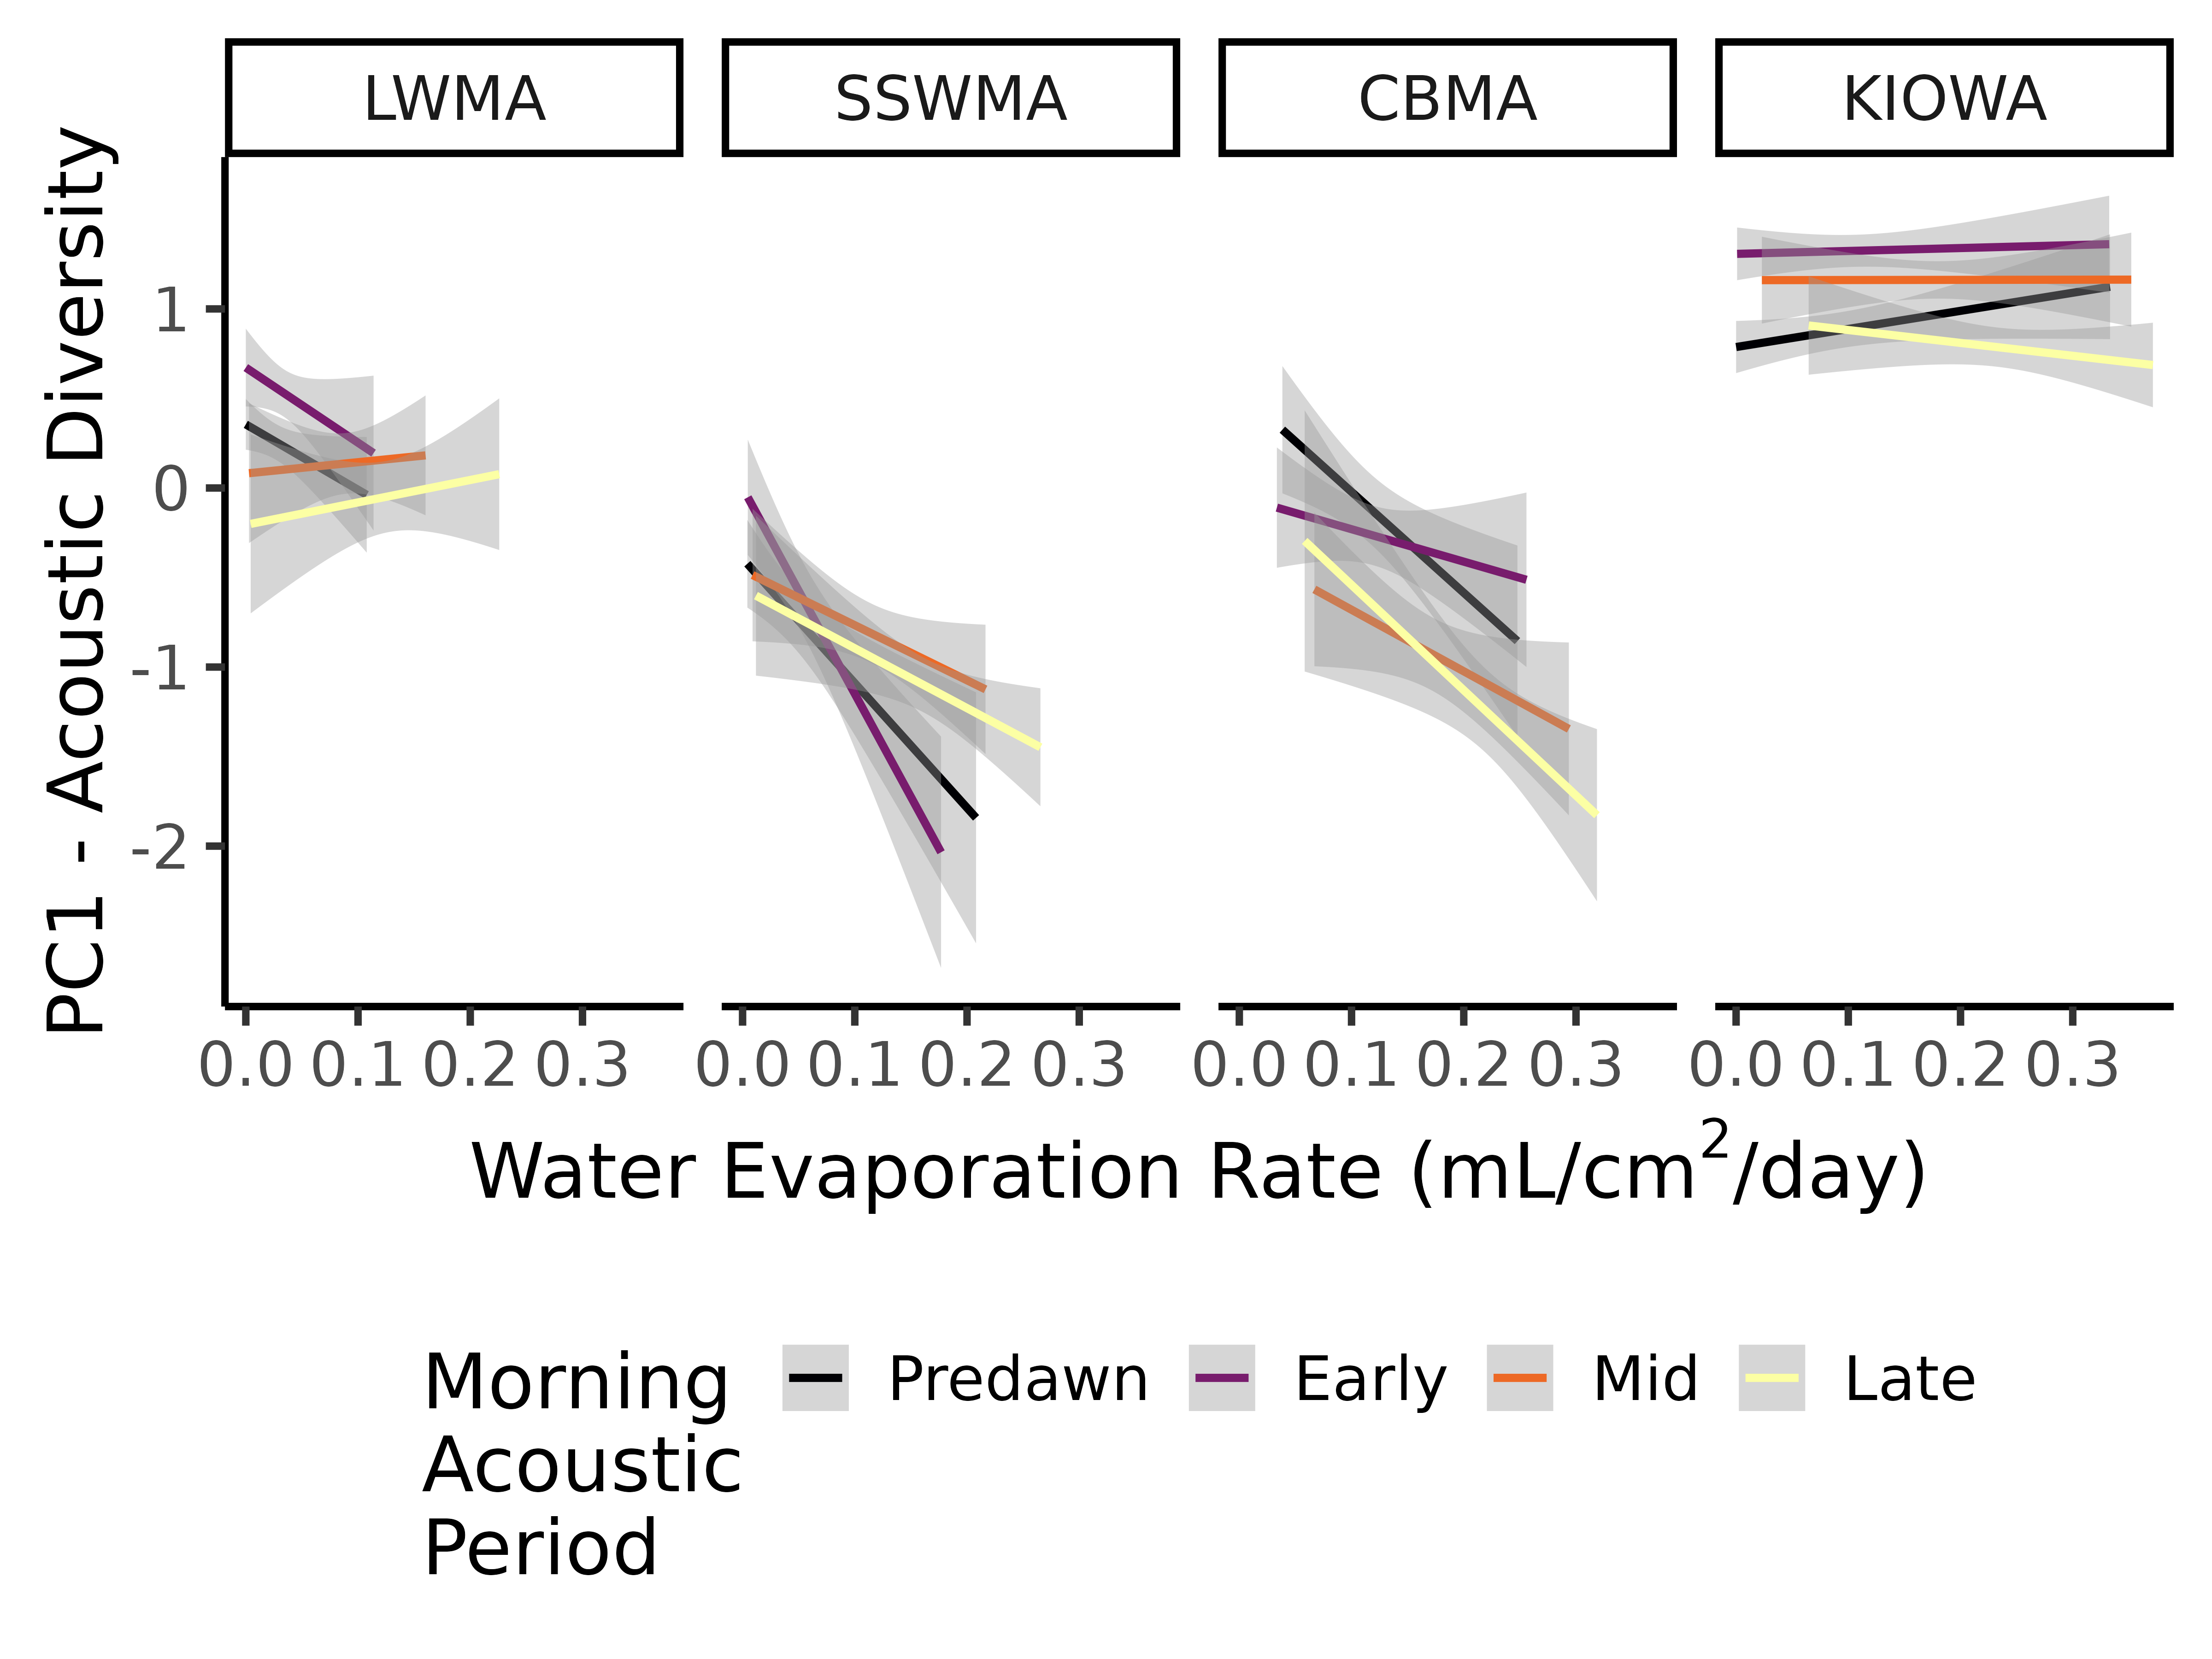 LWMA SSWMA CBMA KIOWA
PC1 - Acoustic Diversity
1
0
-1
-2
0.0 0.1 0.2 0.3 0.0 0.1 0.2 0.3 0.0 0.1 0.2 0.3 0.0 0.1 0.2 0.3
Water Evaporation Rate (mL/cm²/day)
Morning
Acoustic
Period
Predawn Early Mid Late